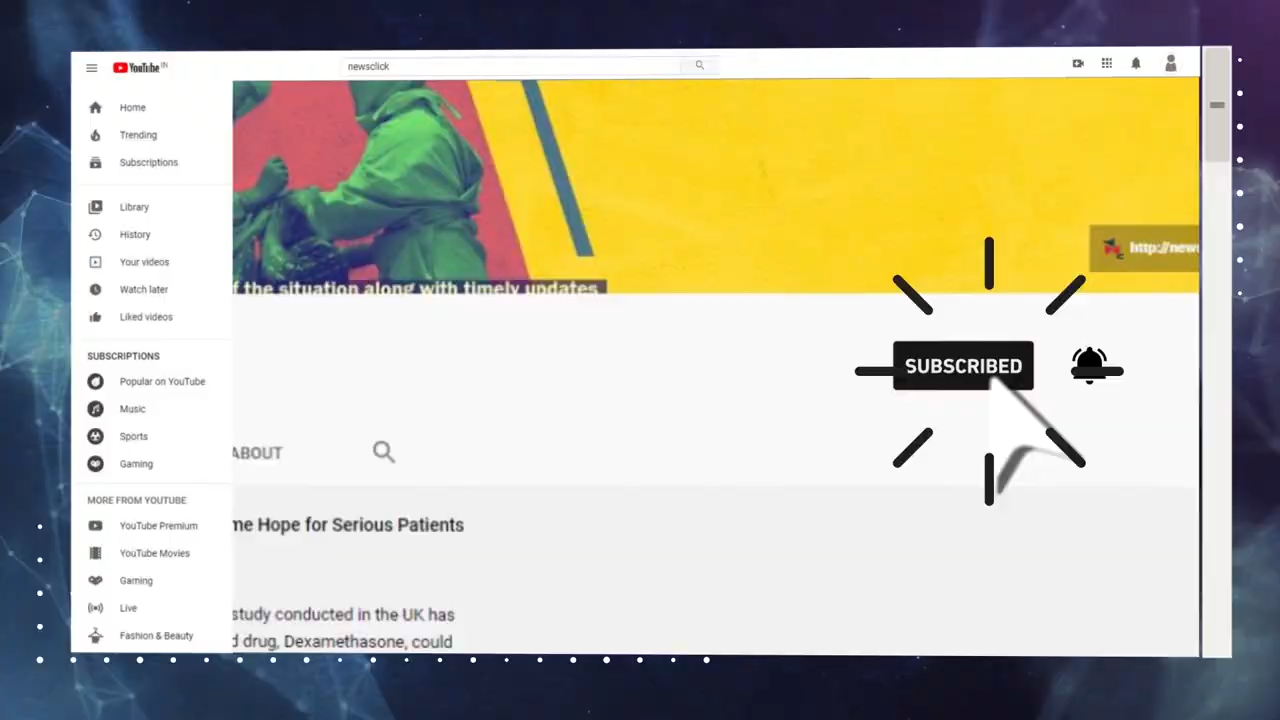 YouTube IN
newsclick
Home
Trending
Subscriptions
Library
History
Your videos
Watch later
Liked videos
SUBSCRIPTIONS
Popular on YouTube
Music
Sports
Gaming
MORE FROM YOUTUBE
YouTube Premium
YouTube Movies
Gaming
Live
Fashion & Beauty
http://new
f the situation along with timely updates
SUBSCRIBED
ABOUT
me Hope for Serious Patients
study conducted in the UK has
d drug, Dexamethasone, could